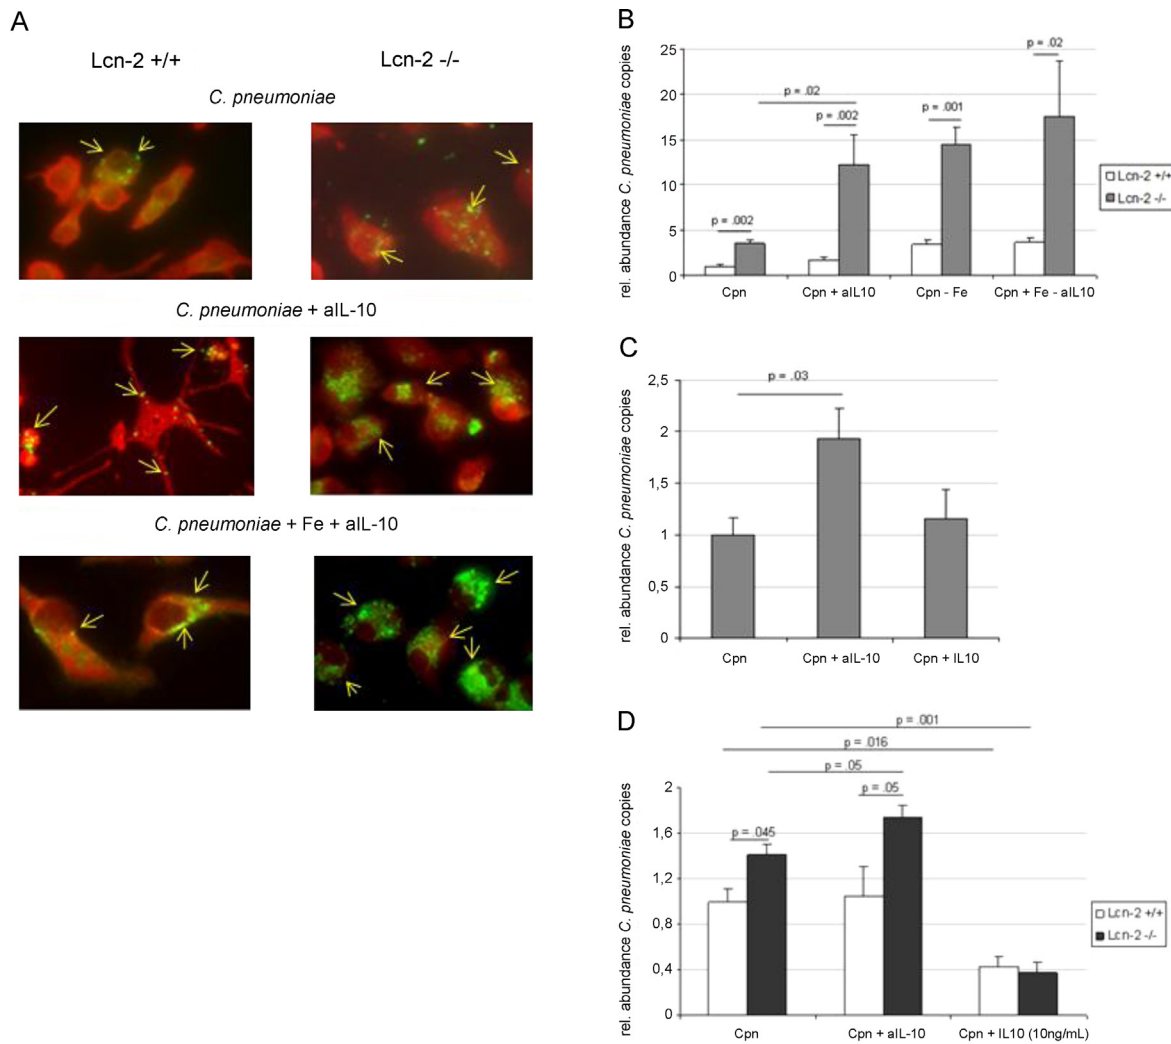 A
Lcn-2 +/+
Lcn-2 -/-
C. pneumoniae
C. pneumoniae + aIL-10
C. pneumoniae + Fe + aIL-10
B
rel. abundance C. pneumoniae copies
25
20
15
10
5
0
p = .002
p = .02
p = .002
p = .001
p = .02
Cpn
Cpn + aIL10
Cpn - Fe
Cpn + Fe - aIL10
Lcn-2 +/+
Lcn-2 -/-
C
rel. abundance C. pneumoniae copies
2,5
2
1,5
1
0,5
0
p = .03
Cpn
Cpn + aIL-10
Cpn + IL10
D
rel. abundance C. pneumoniae copies
2
1,6
1,2
0,8
0,4
0
p = .001
p = .016
p = .05
p = .05
p = .045
Cpn
Cpn + aIL-10
Cpn + IL10 (10ng/mL)
Lcn-2 +/+
Lcn-2 -/-